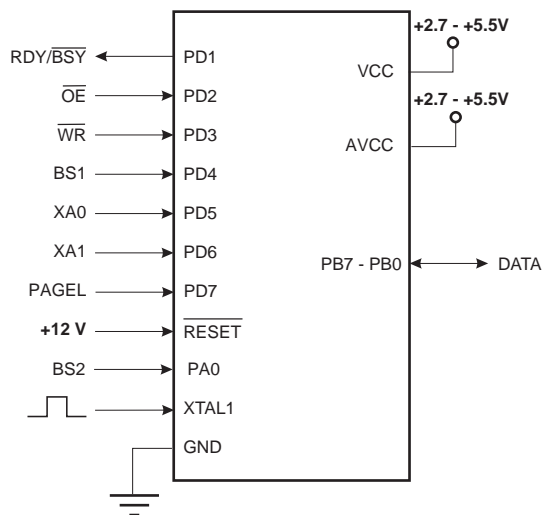 +2.7 - +5.5V
RDY/BSY PD1
VCC
OE PD2
+2.7 - +5.5V
WR PD3
AVCC
BS1 PD4
XA0 PD5
XA1 PD6
PB7 - PB0 DATA
PAGEL PD7
+12 V RESET
BS2 PA0
XTAL1
GND